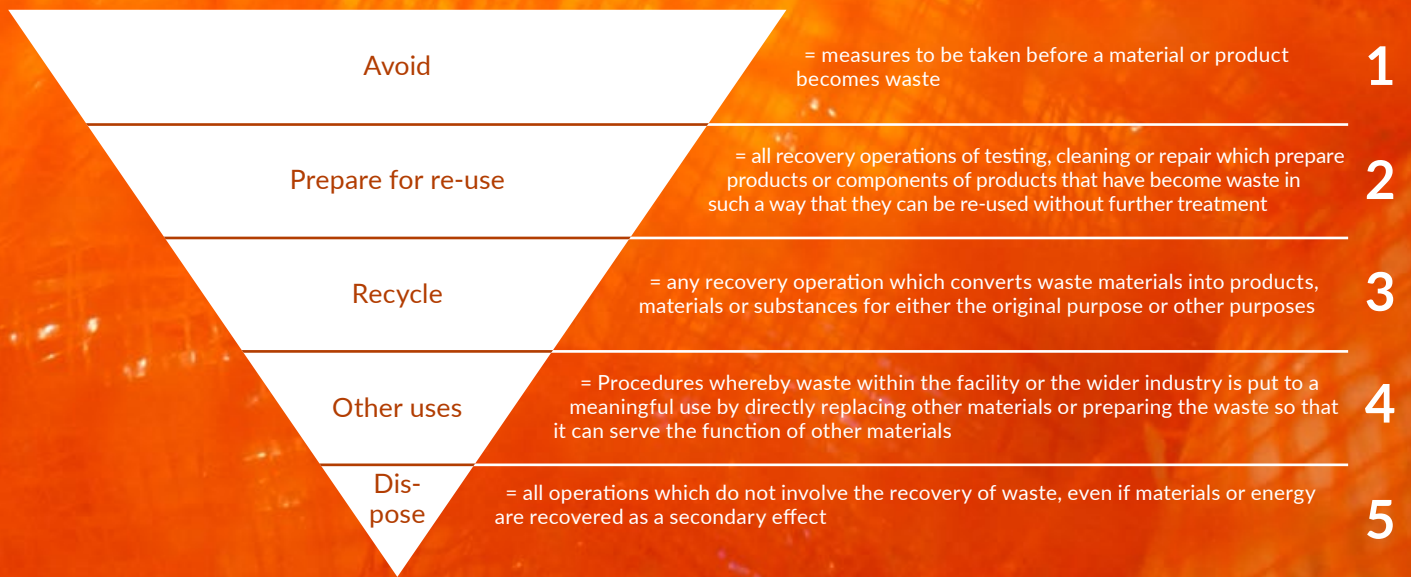 Avoid
= measures to be taken before a material or product
becomes waste
1
Prepare for re-use
= all recovery operations of testing, cleaning or repair which prepare
products or components of products that have become waste in
such a way that they can be re-used without further treatment
2
Recycle
= any recovery operation which converts waste materials into products,
materials or substances for either the original purpose or other purposes
3
Other uses
= Procedures whereby waste within the facility or the wider industry is put to a
meaningful use by directly replacing other materials or preparing the waste so that
it can serve the function of other materials
4
Dis-
pose
= all operations which do not involve the recovery of waste, even if materials or energy
are recovered as a secondary effect
5